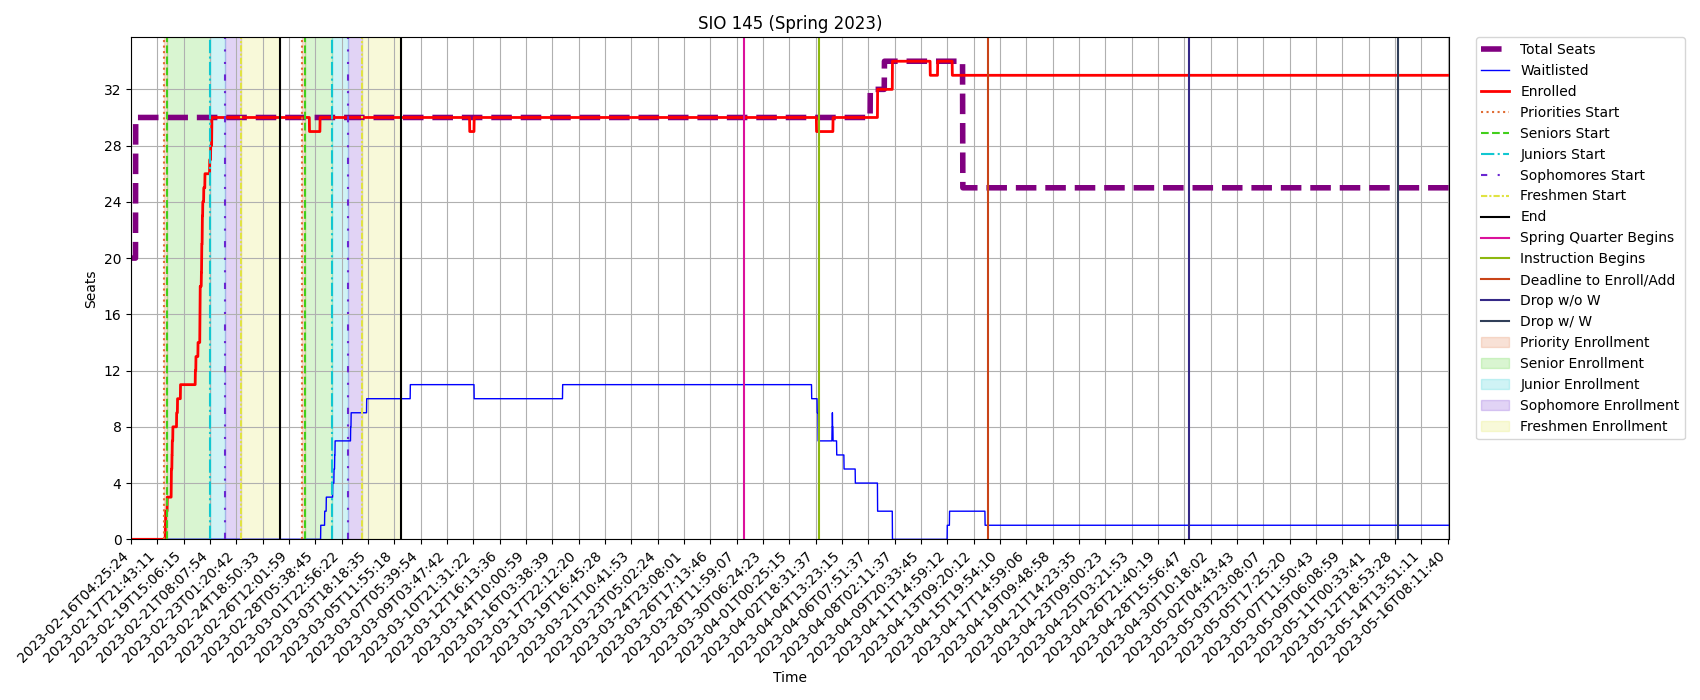 SIO 145 (Spring 2023)
Seats
32
28
24
20
16
12
8
4
0
2023-02-16T04:25:24
2023-02-17T21:43:11
2023-02-19T15:06:15
2023-02-21T08:07:54
2023-02-23T01:20:42
2023-02-24T18:50:33
2023-02-26T12:01:59
2023-02-28T05:38:45
2023-03-01T22:56:22
2023-03-03T18:18:35
2023-03-05T11:55:18
2023-03-07T05:39:54
2023-03-09T03:47:42
2023-03-10T21:31:22
2023-03-12T16:13:36
2023-03-14T10:00:59
2023-03-16T03:38:39
2023-03-17T22:12:20
2023-03-19T16:45:28
2023-03-21T10:41:53
2023-03-23T05:02:24
2023-03-24T23:08:01
2023-03-26T17:13:46
2023-03-28T11:59:07
2023-03-30T06:24:23
2023-04-01T00:25:15
2023-04-02T18:31:37
2023-04-04T13:23:15
2023-04-06T07:51:37
2023-04-08T02:11:37
2023-04-09T20:33:45
2023-04-11T14:59:12
2023-04-13T09:20:12
2023-04-15T19:54:10
2023-04-17T14:59:06
2023-04-19T09:48:58
2023-04-21T14:23:35
2023-04-23T09:00:23
2023-04-25T03:21:53
2023-04-26T21:40:19
2023-04-28T15:56:47
2023-04-30T10:18:02
2023-05-02T04:43:43
2023-05-03T23:08:07
2023-05-05T17:25:20
2023-05-07T11:50:43
2023-05-09T06:08:59
2023-05-11T00:33:41
2023-05-12T18:53:28
2023-05-14T13:51:11
2023-05-16T08:11:40
Time
Total Seats
Waitlisted
Enrolled
Priorities Start
Seniors Start
Juniors Start
Sophomores Start
Freshmen Start
End
Spring Quarter Begins
Instruction Begins
Deadline to Enroll/Add
Drop w/o W
Drop w/ W
Priority Enrollment
Senior Enrollment
Junior Enrollment
Sophomore Enrollment
Freshmen Enrollment